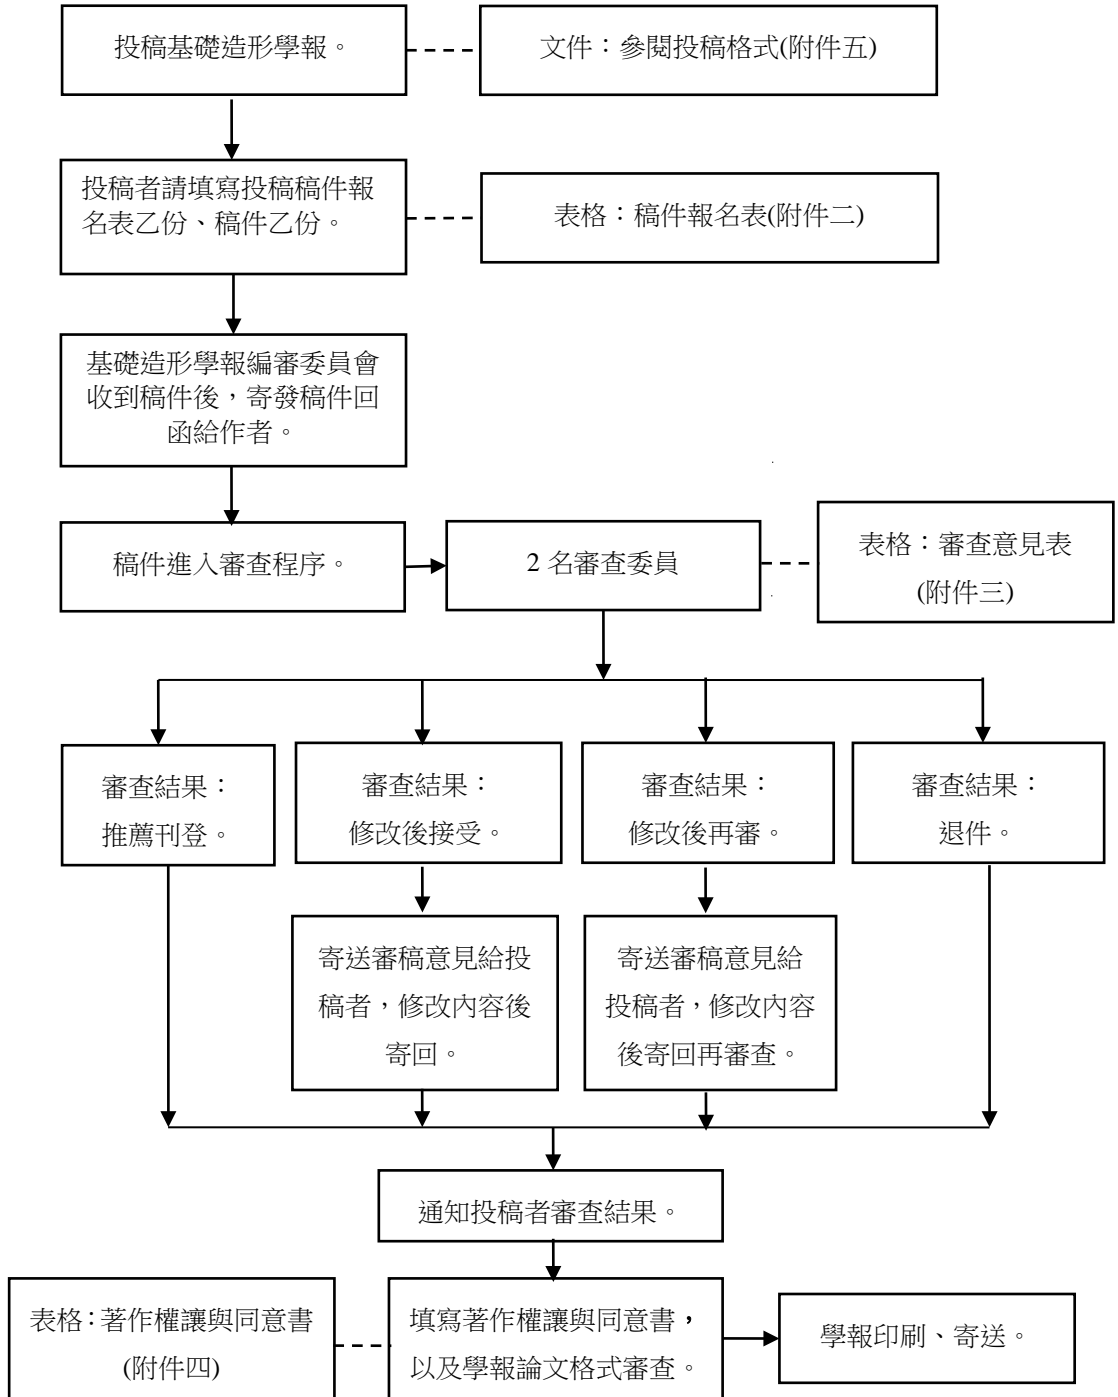 投稿基礎造形學報。
文件：參閱投稿格式(附件五)
投稿者請填寫投稿稿件報
名表乙份、稿件乙份。
表格：稿件報名表(附件二)
基礎造形學報編審委員會
收到稿件後，寄發稿件回
函給作者。
稿件進入審查程序。
2 名審查委員
表格：審查意見表
(附件三)
審查結果：
推薦刊登。
審查結果：
修改後接受。
審查結果：
修改後再審。
審查結果：
退件。
寄送審稿意見給投
稿者，修改內容後
寄回。
寄送審稿意見給
投稿者，修改內容
後寄回再審查。
通知投稿者審查結果。
表格：著作權讓與同意書
(附件四)
填寫著作權讓與同意書，
以及學報論文格式審查。
學報印刷、寄送。